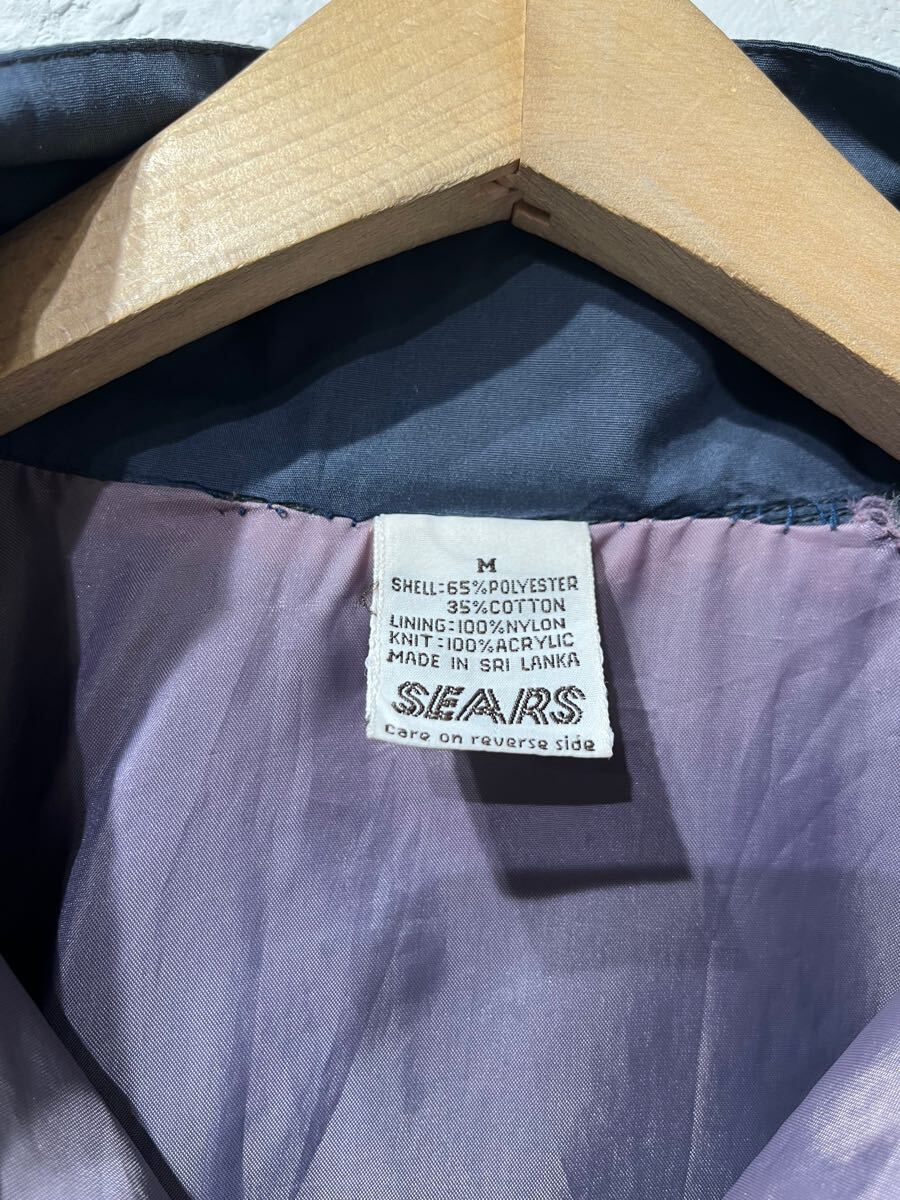 M
SHELL:65%POLYESTER
35%COTTON
LINING:100%NYLON
KNIT:100%ACRYLIC
MADE IN SRI LANKA
SEARS
care on reverse side